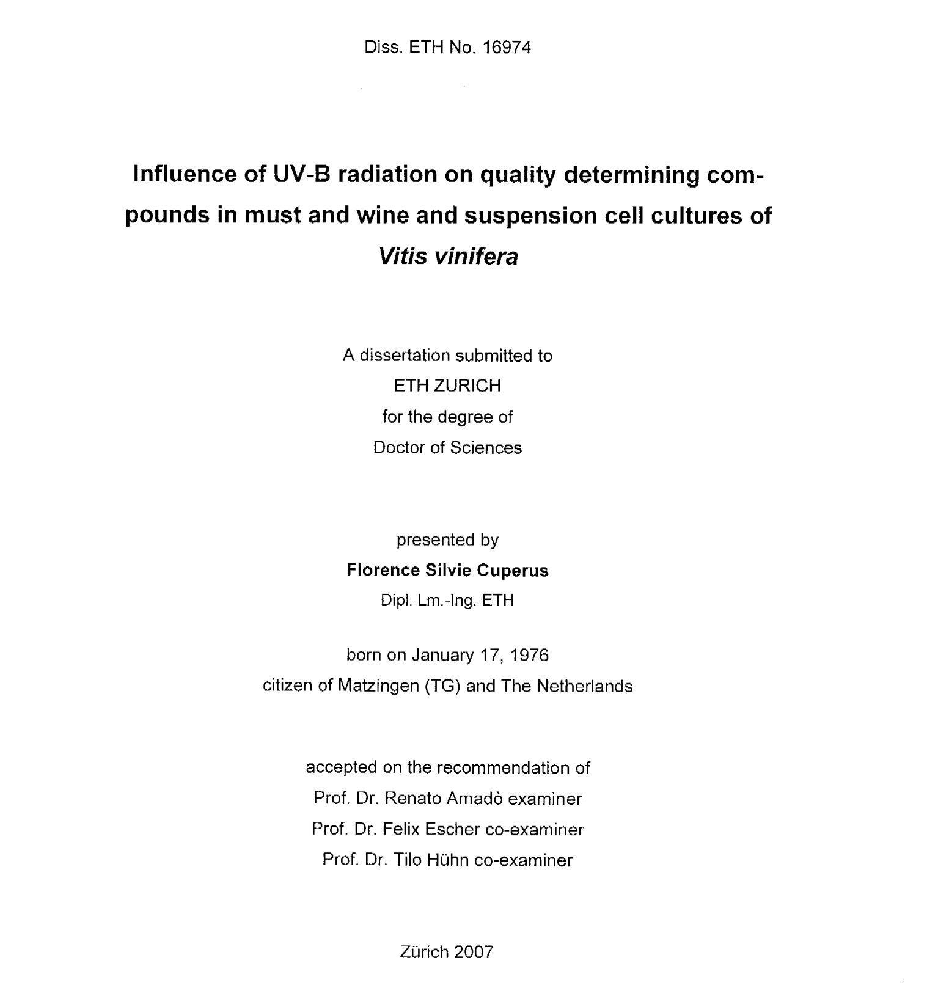 Diss. ETH No. 16974
Influence of UV-B radiation on quality determining com-
pounds in must and wine and suspension cell cultures of
Vitis vinifera
A dissertation submitted to
ETH ZURICH
for the degree of
Doctor of Sciences
presented by
Florence Silvie Cuperus
Dipl. Lm.-Ing. ETH
born on January 17, 1976
citizen of Matzingen (TG) and The Netherlands
accepted on the recommendation of
Prof. Dr. Renato Amadò examiner
Prof. Dr. Felix Escher co-examiner
Prof. Dr. Tilo Hühn co-examiner
Zürich 2007